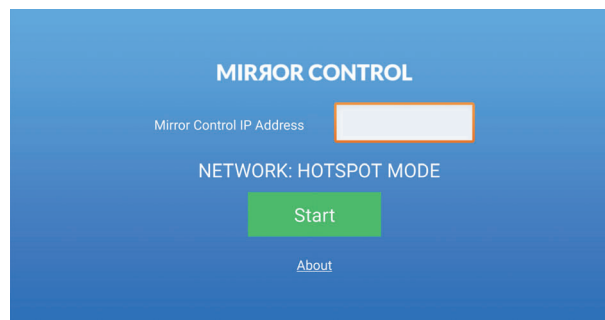 MIRЯOR CONTROL
Mirror Control IP Address
NETWORK: HOTSPOT MODE
Start
About